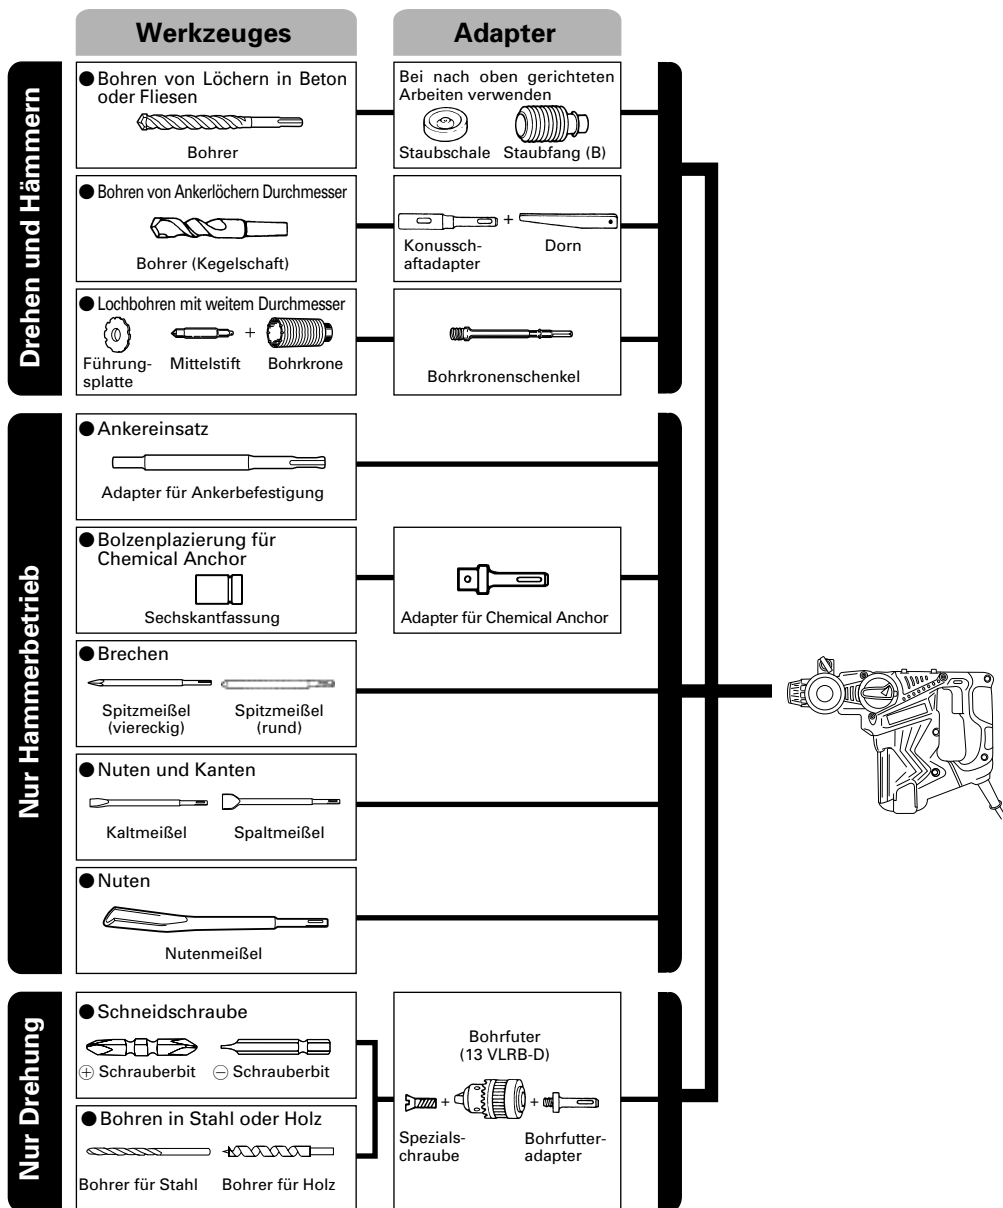 Werkzeuges
Adapter
Drehen und Hämmern
● Bohren von Löchern in Beton
oder Fliesen
Bohrer
Bei nach oben gerichteten
Arbeiten verwenden
Staubschale Staubfang (B)
● Bohren von Ankerlöchern Durchmesser
Bohrer (Kegelschaft)
+
Konussch-
aftadapter
Dorn
● Lochbohren mit weitem Durchmesser
+
Führung-
splatte
Mittelstift
Bohrkrone
Bohrkronenschenkel
Nur Hammerbetrieb
● Ankereinsatz
Adapter für Ankerbefestigung
● Bolzenplazierung für
Chemical Anchor
Sechskantfassung
Adapter für Chemical Anchor
● Brechen
Spitzmeißel
(viereckig)
Spitzmeißel
(rund)
● Nuten und Kanten
Kaltmeißel
Spaltmeißel
● Nuten
Nutenmeißel
Nur Drehung
● Schneidschraube
⊕ Schrauberbit
⊖ Schrauberbit
● Bohren in Stahl oder Holz
Bohrer für Stahl
Bohrer für Holz
Bohrfuter
(13 VLRB-D)
+ +
Spezials-
chraube
Bohrfutter-
adapter